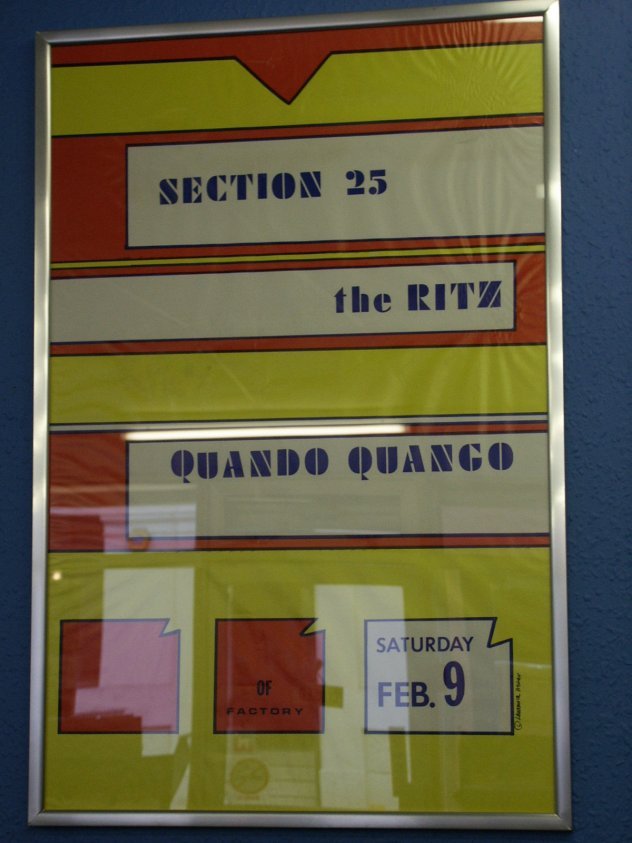 SECTION 25
the RITZ
QUANDO QUANGO
OF
FACTORY
SATURDAY
FEB. 9